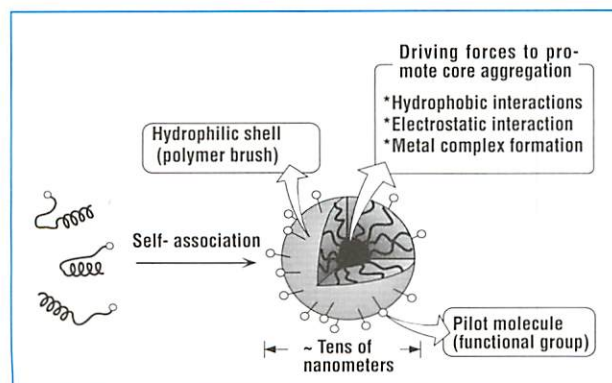 Driving forces to pro-
mote core aggregation
*Hydrophobic interactions
*Electrostatic interaction
*Metal complex formation
Hydrophilic shell
(polymer brush)
Self- association
Pilot molecule
(functional group)
~ Tens of
nanometers